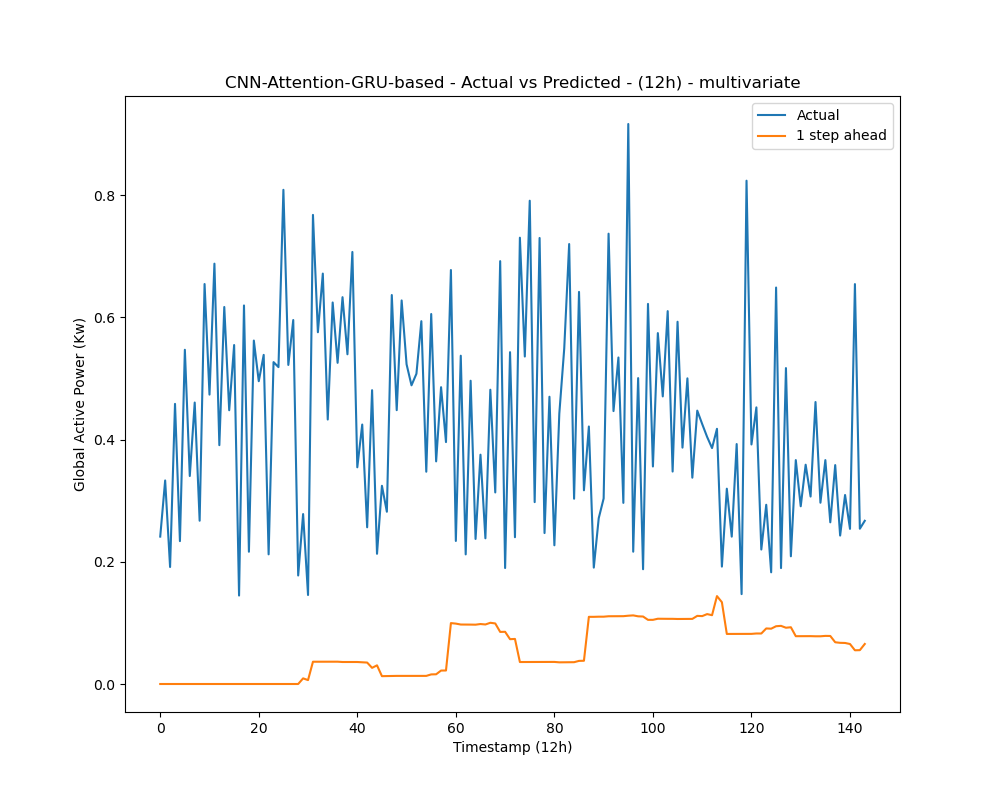 CNN-Attention-GRU-based - Actual vs Predicted - (12h) - multivariate
Actual
1 step ahead
Global Active Power (Kw)
0.8
0.6
0.4
0.2
0.0
0 20 40 60 80 100 120 140
Timestamp (12h)